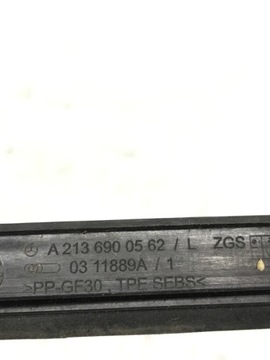 A 213 690 05 62 / L ZGS
03 11889A / 1
>PP-GF30, TPE SEBS<